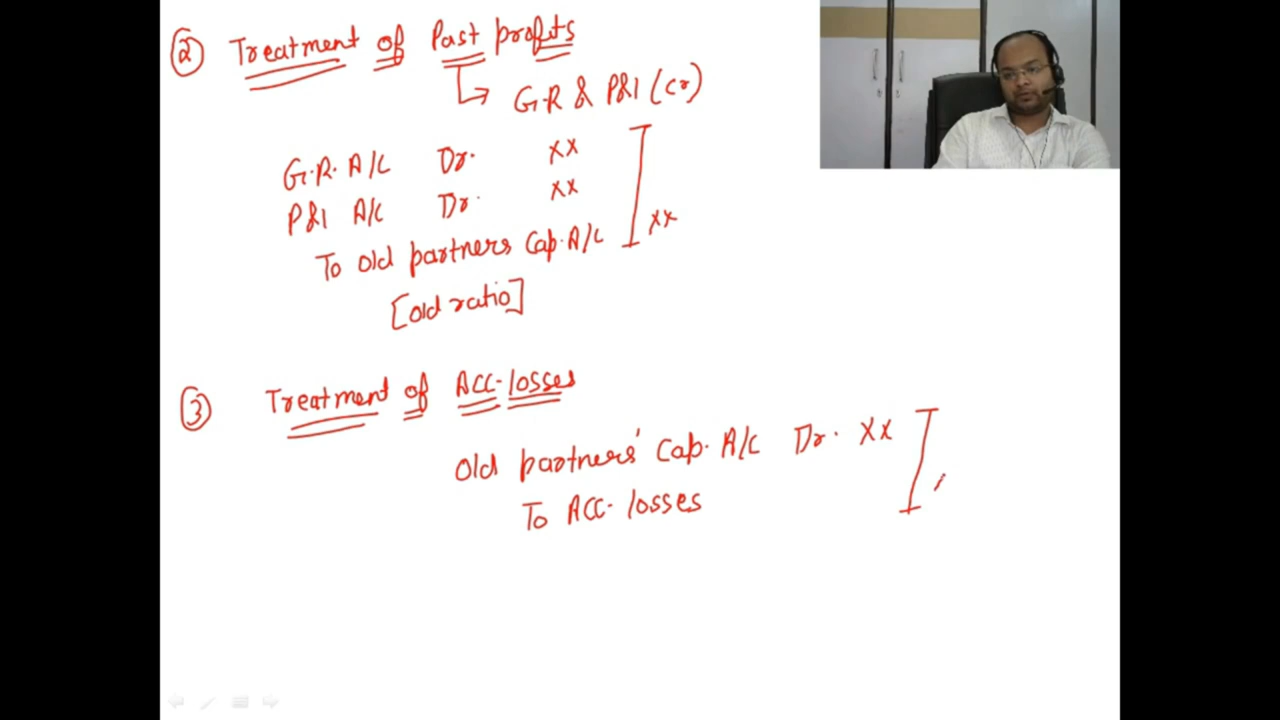 ② Treatment of Past profits
G.R & P&l (Cr)
G.R. A/C Dr. xx
P&l A/C Dr. xx
To old partners Cap. A/C xx
[old ratio]
③ Treatment of ACC. losses
old partners' Cap. A/C Dr. xx
To ACC. losses